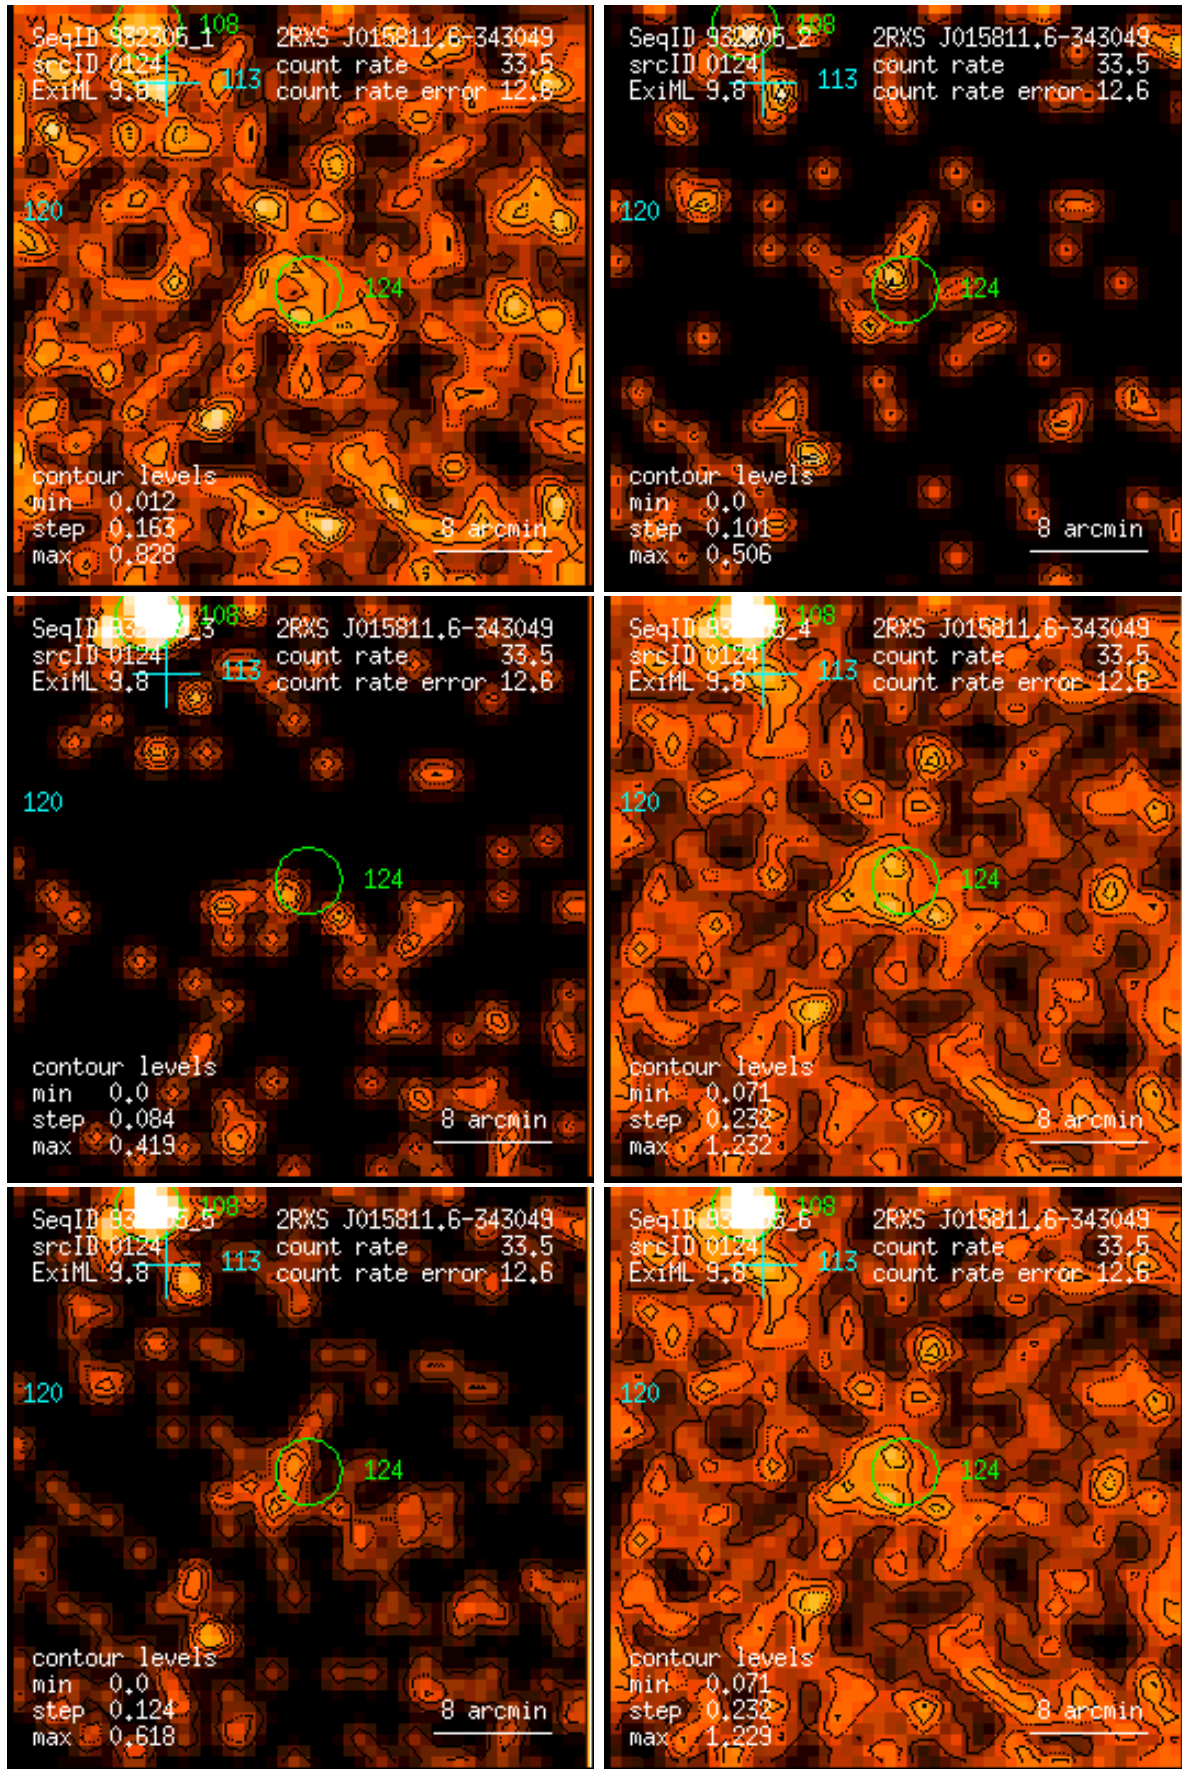 108
SeqID 932305_1 2RXS J015811.6-343049
srcID 0124 count rate 33.5
ExiML 9.8 113 count rate error 12.6
120
124
contour levels
min 0.012
step 0.163
max 0.828
8 arcmin
108
SeqID 932305_2 2RXS J015811.6-343049
srcID 0124 count rate 33.5
ExiML 9.8 113 count rate error 12.6
120
124
contour levels
min 0.0
step 0.101
max 0.506
8 arcmin
108
SeqID 932305_3 2RXS J015811.6-343049
srcID 0124 count rate 33.5
ExiML 9.8 113 count rate error 12.6
120
124
contour levels
min 0.0
step 0.084
max 0.419
8 arcmin
108
SeqID 932305_4 2RXS J015811.6-343049
srcID 0124 count rate 33.5
ExiML 9.8 113 count rate error 12.6
120
124
contour levels
min 0.071
step 0.232
max 1.232
8 arcmin
108
SeqID 932305_5 2RXS J015811.6-343049
srcID 0124 count rate 33.5
ExiML 9.8 113 count rate error 12.6
120
124
contour levels
min 0.0
step 0.124
max 0.618
8 arcmin
108
SeqID 932305_6 2RXS J015811.6-343049
srcID 0124 count rate 33.5
ExiML 9.8 113 count rate error 12.6
120
124
contour levels
min 0.071
step 0.232
max 1.229
8 arcmin